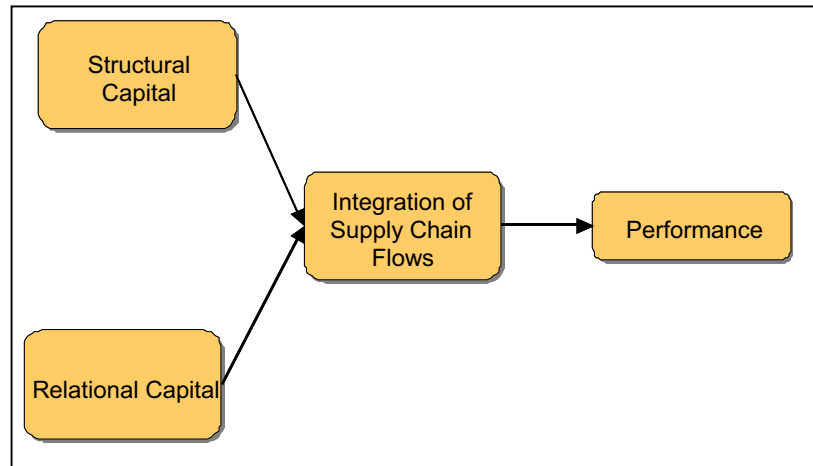 Structural
Capital
Integration of
Supply Chain
Flows
Performance
Relational Capital